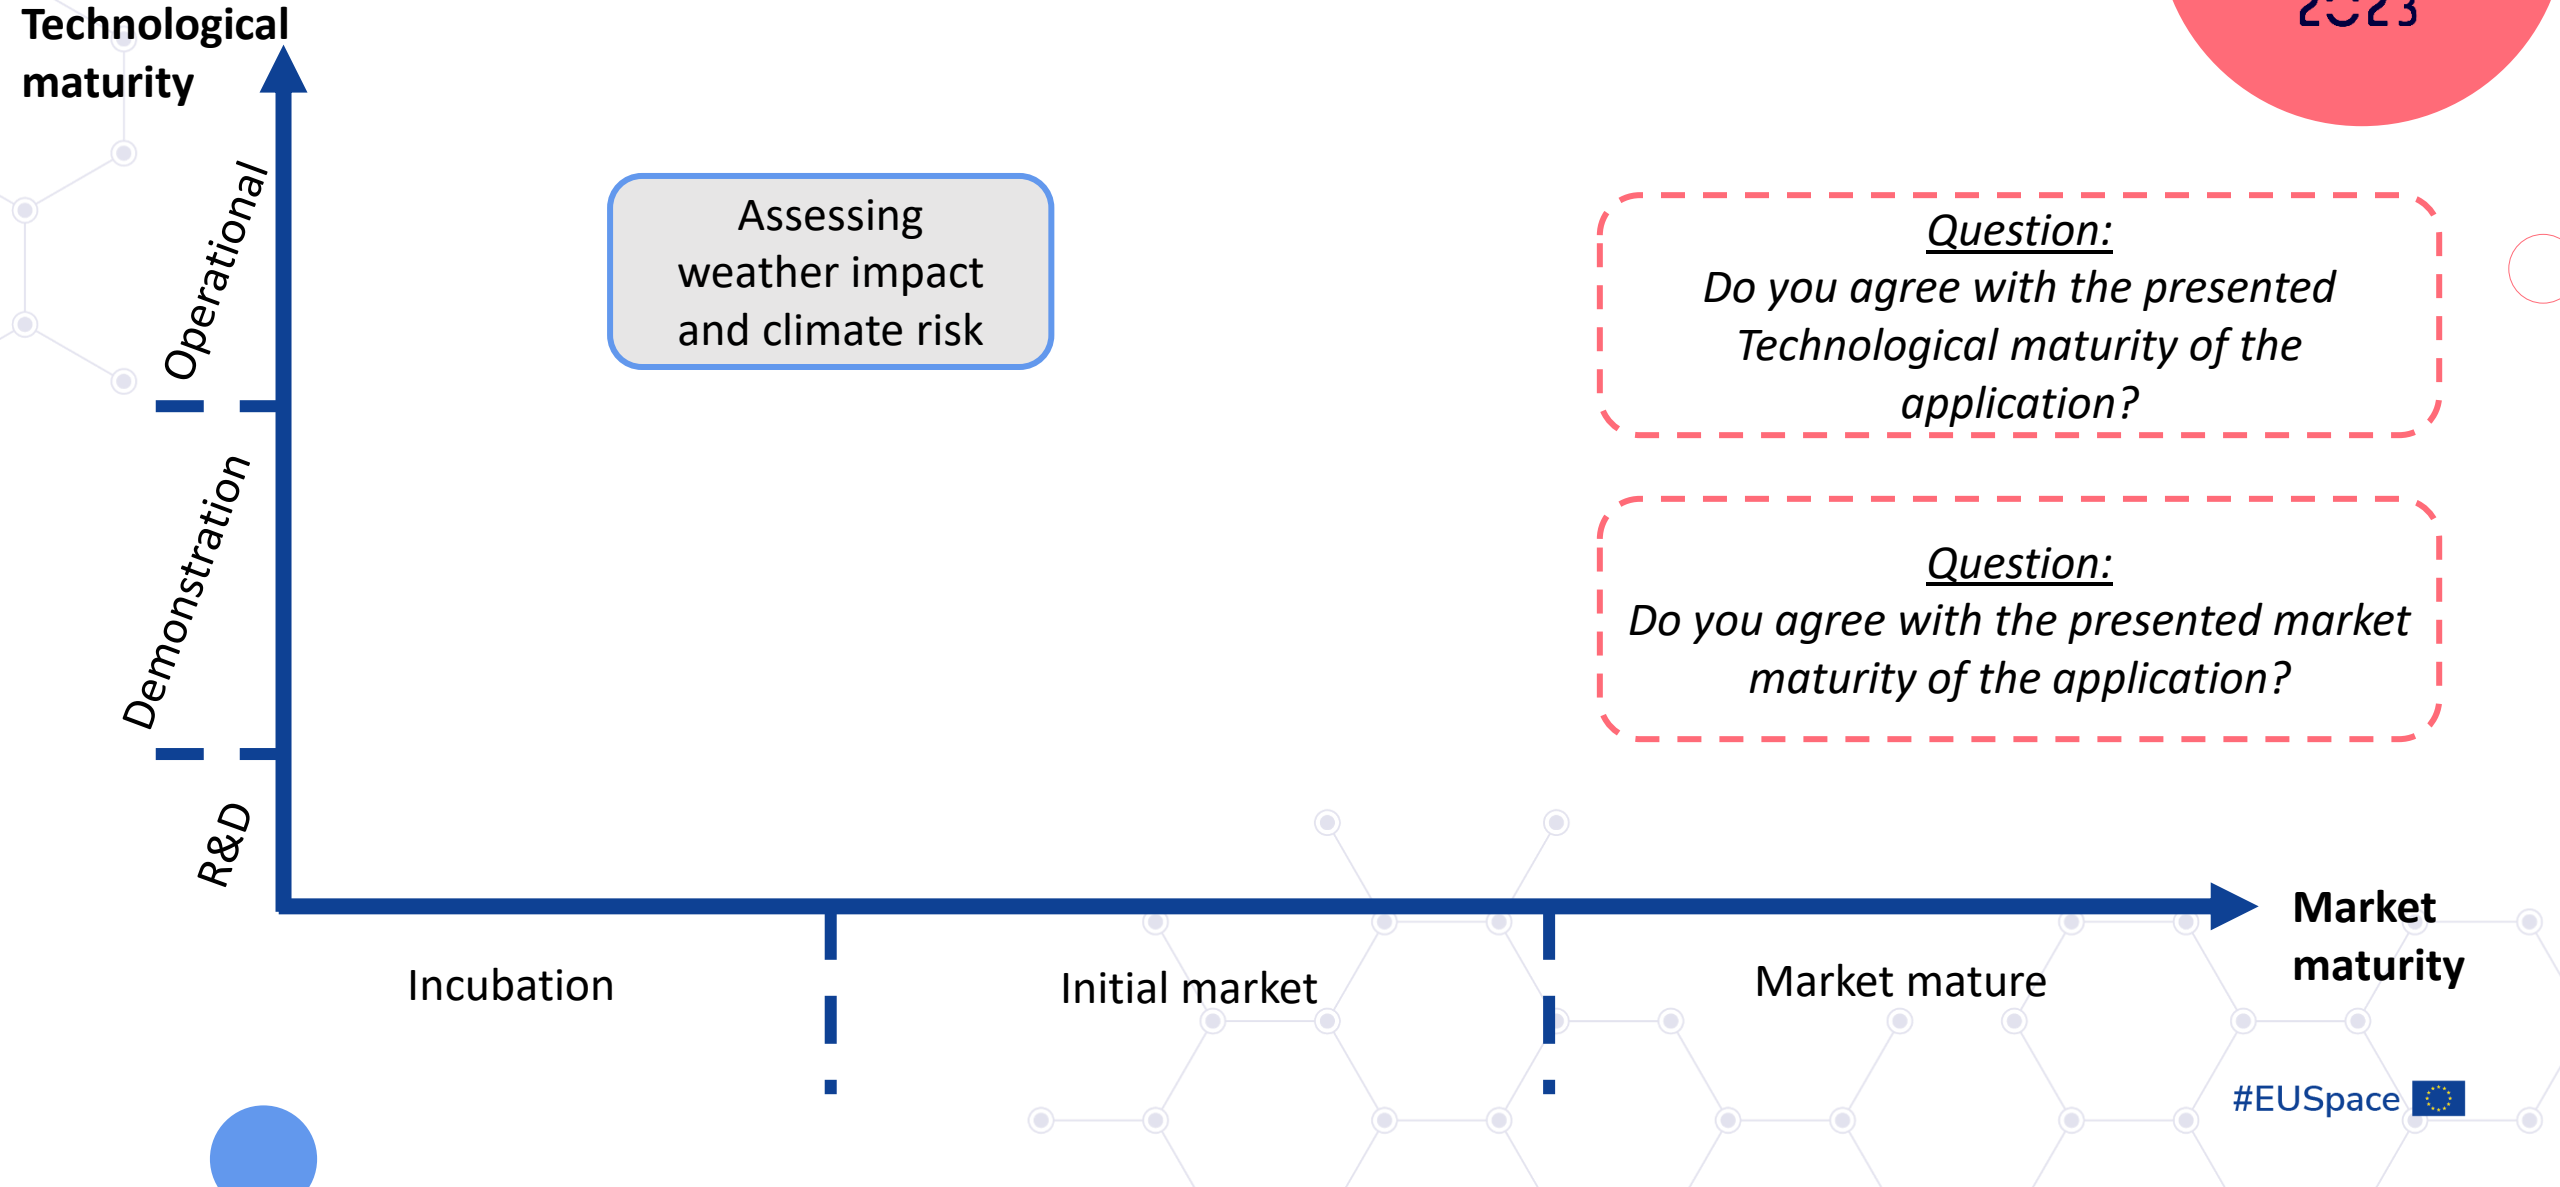 Technological
maturity
2023
Operational
Demonstration
R&D
Assessing
weather impact
and climate risk
Question:
Do you agree with the presented
Technological maturity of the
application?
Question:
Do you agree with the presented market
maturity of the application?
Incubation
Initial market
Market mature
Market
maturity
#EUSpace